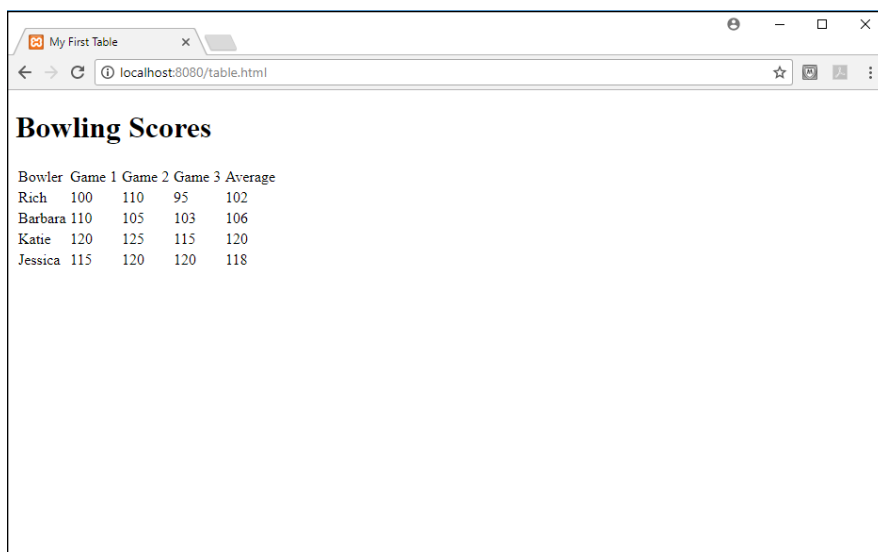 My First Table
localhost:8080/table.html
Bowling Scores
Bowler Game 1 Game 2 Game 3 Average
Rich 100 110 95 102
Barbara 110 105 103 106
Katie 120 125 115 120
Jessica 115 120 120 118